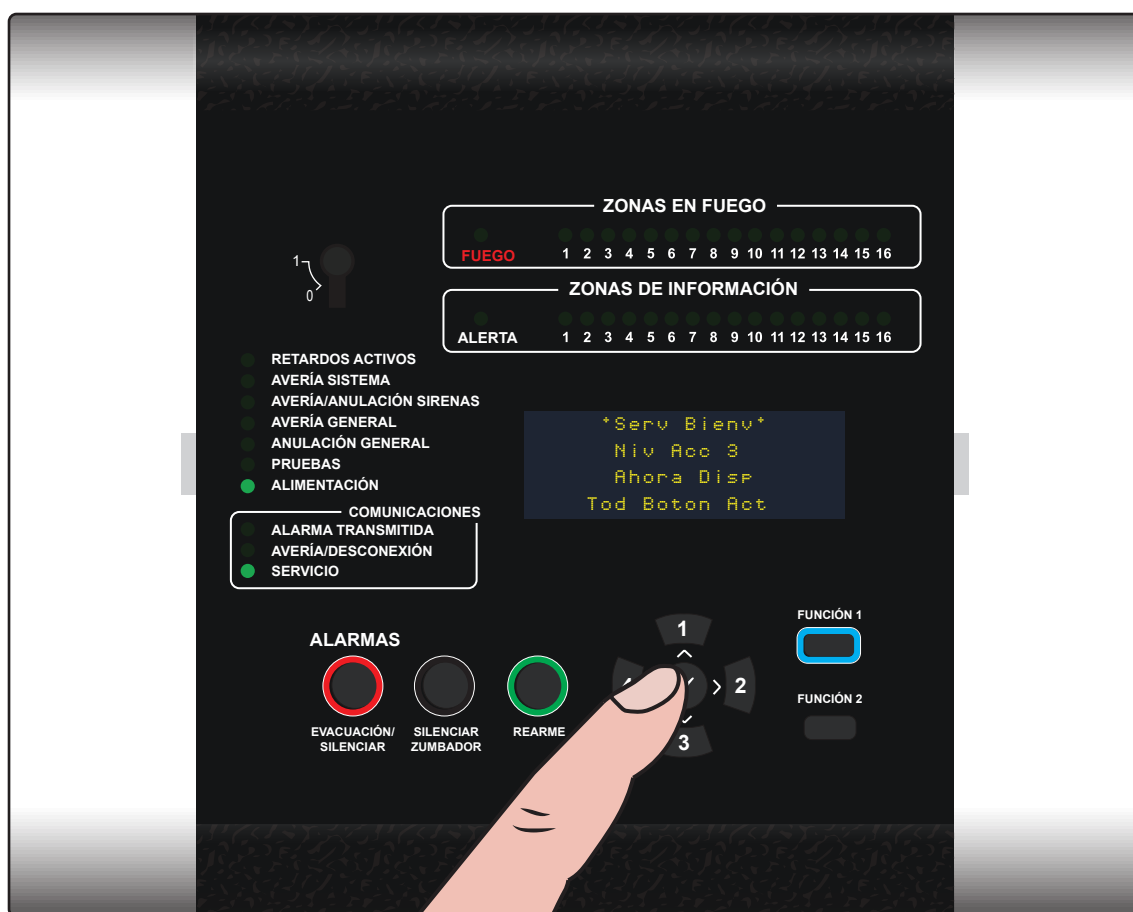 ZONAS EN FUEGO
FUEGO 1 2 3 4 5 6 7 8 9 10 11 12 13 14 15 16
1
0
ZONAS DE INFORMACIÓN
ALERTA 1 2 3 4 5 6 7 8 9 10 11 12 13 14 15 16
RETARDOS ACTIVOS
AVERÍA SISTEMA
AVERÍA/ANULACIÓN SIRENAS
AVERÍA GENERAL
ANULACIÓN GENERAL
PRUEBAS
ALIMENTACIÓN
COMUNICACIONES
ALARMA TRANSMITIDA
AVERÍA/DESCONEXIÓN
SERVICIO
*Serv Bienv*
Niv Acc 3
Ahora Disp
Tod Boton Act
ALARMAS
EVACUACIÓN/
SILENCIAR
SILENCIAR
ZUMBADOR
REARME
1
2
3
FUNCIÓN 1
FUNCIÓN 2